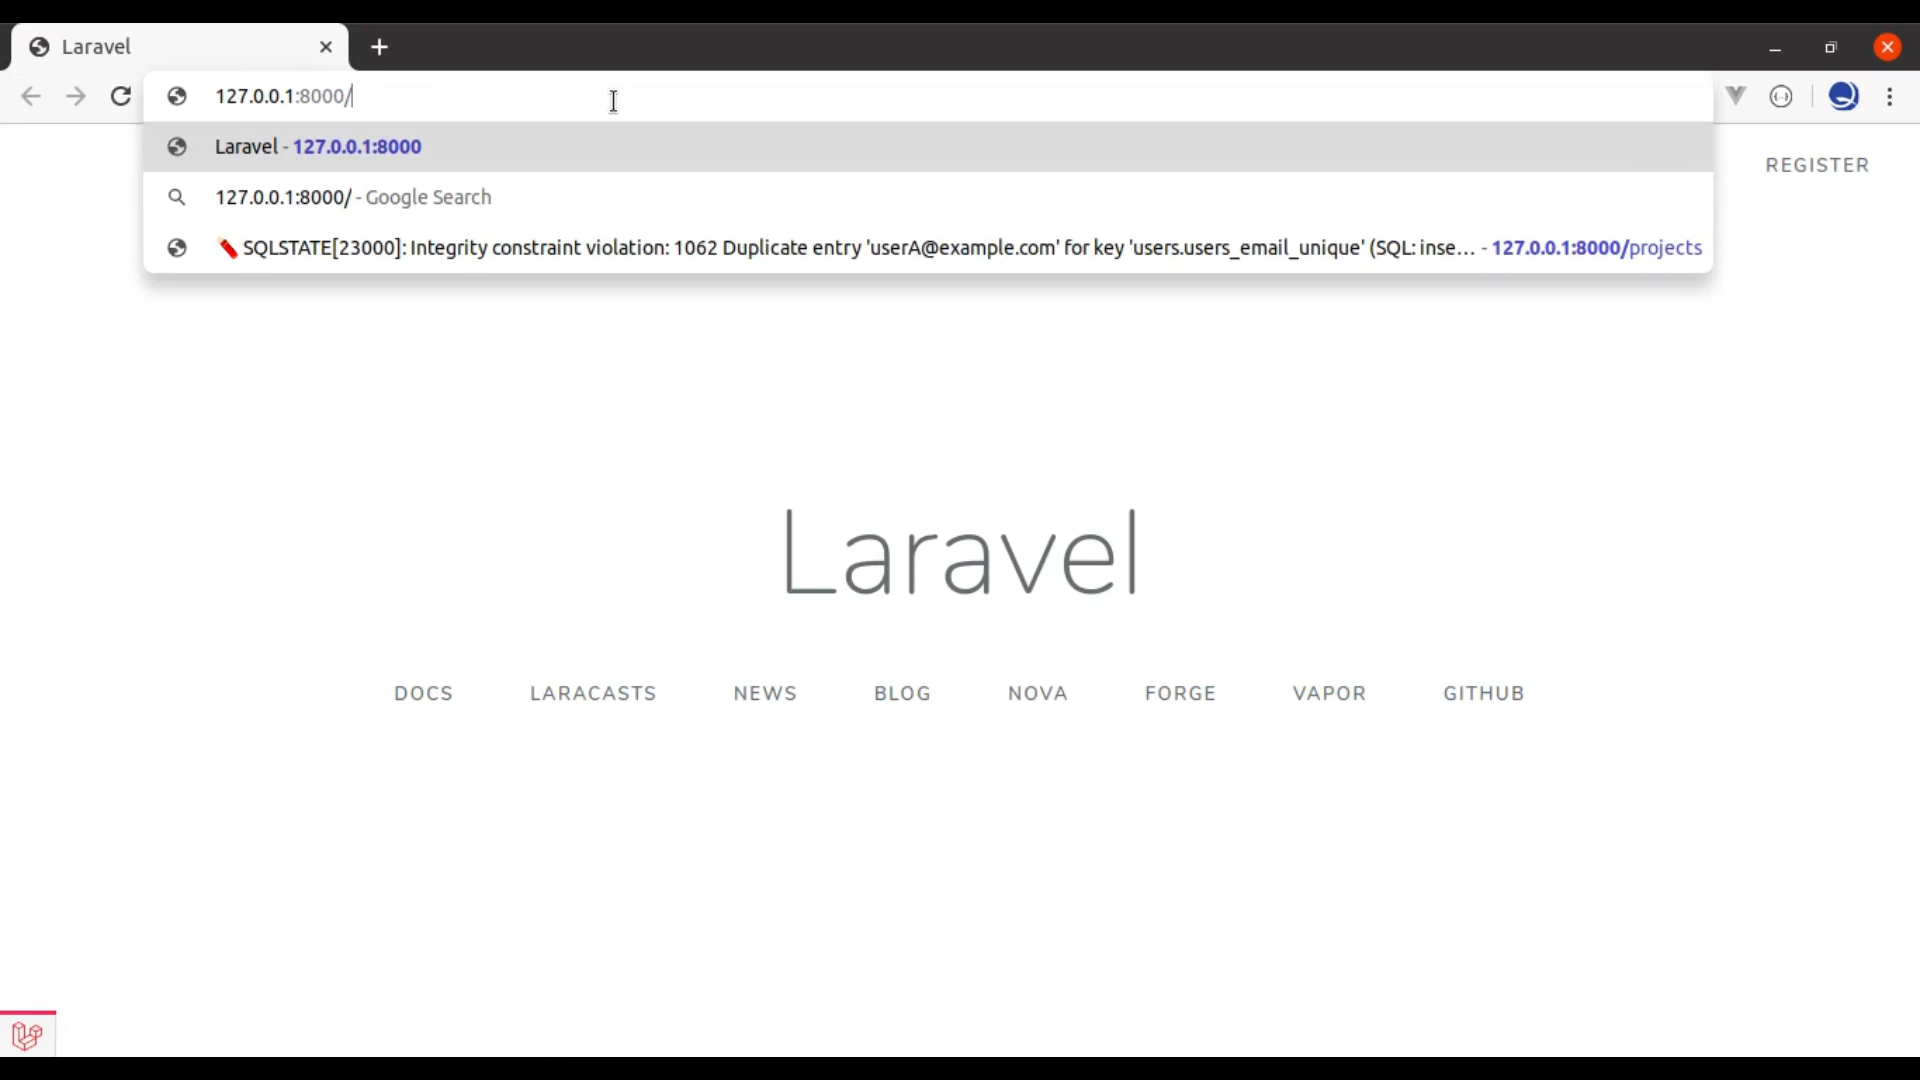 Laravel
127.0.0.1:8000/
Laravel - 127.0.0.1:8000
127.0.0.1:8000/ - Google Search
SQLSTATE[23000]: Integrity constraint violation: 1062 Duplicate entry 'userA@example.com' for key 'users.users_email_unique' (SQL: inse... - 127.0.0.1:8000/projects
REGISTER
Laravel
DOCS LARACASTS NEWS BLOG NOVA FORGE VAPOR GITHUB